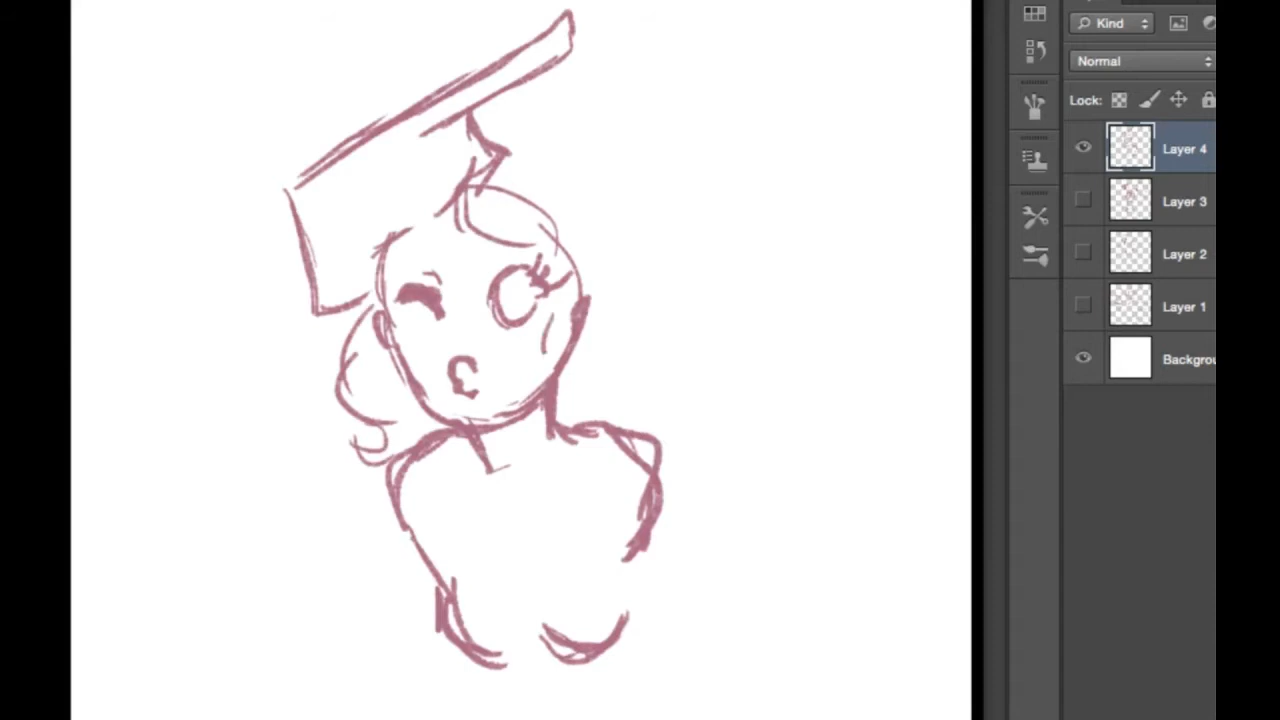 Kind
Normal
Lock:
Layer 4
Layer 3
Layer 2
Layer 1
Backgrou